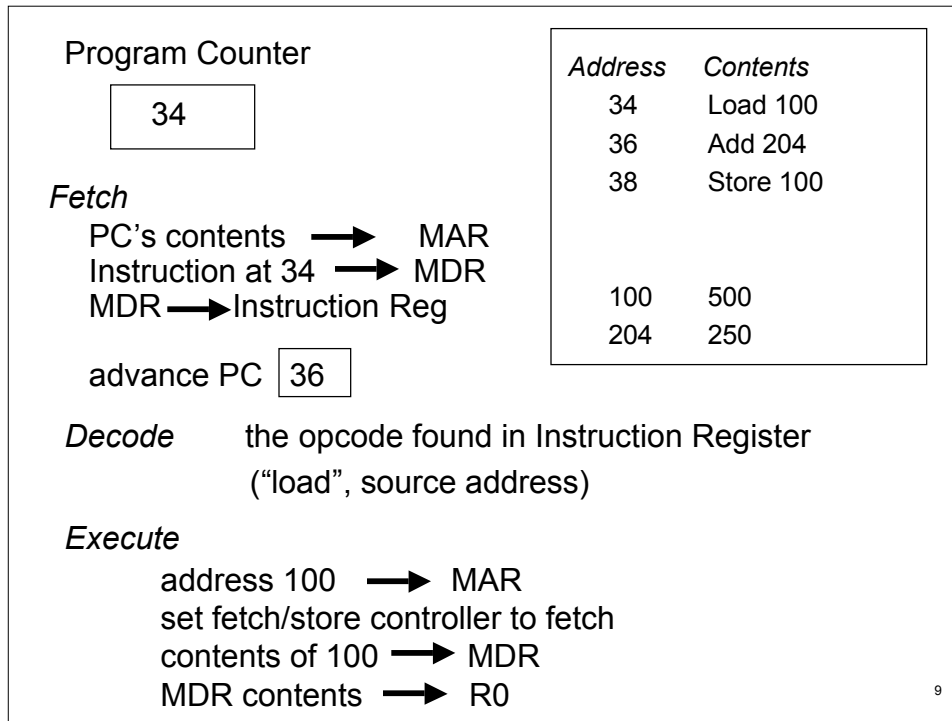 Program Counter
34
Fetch
PC’s contents → MAR
Instruction at 34 → MDR
MDR → Instruction Reg
advance PC 36
Decode the opcode found in Instruction Register
(“load”, source address)
Execute
address 100 → MAR
set fetch/store controller to fetch
contents of 100 → MDR
MDR contents → R0
Address Contents
34 Load 100
36 Add 204
38 Store 100
100 500
204 250
9